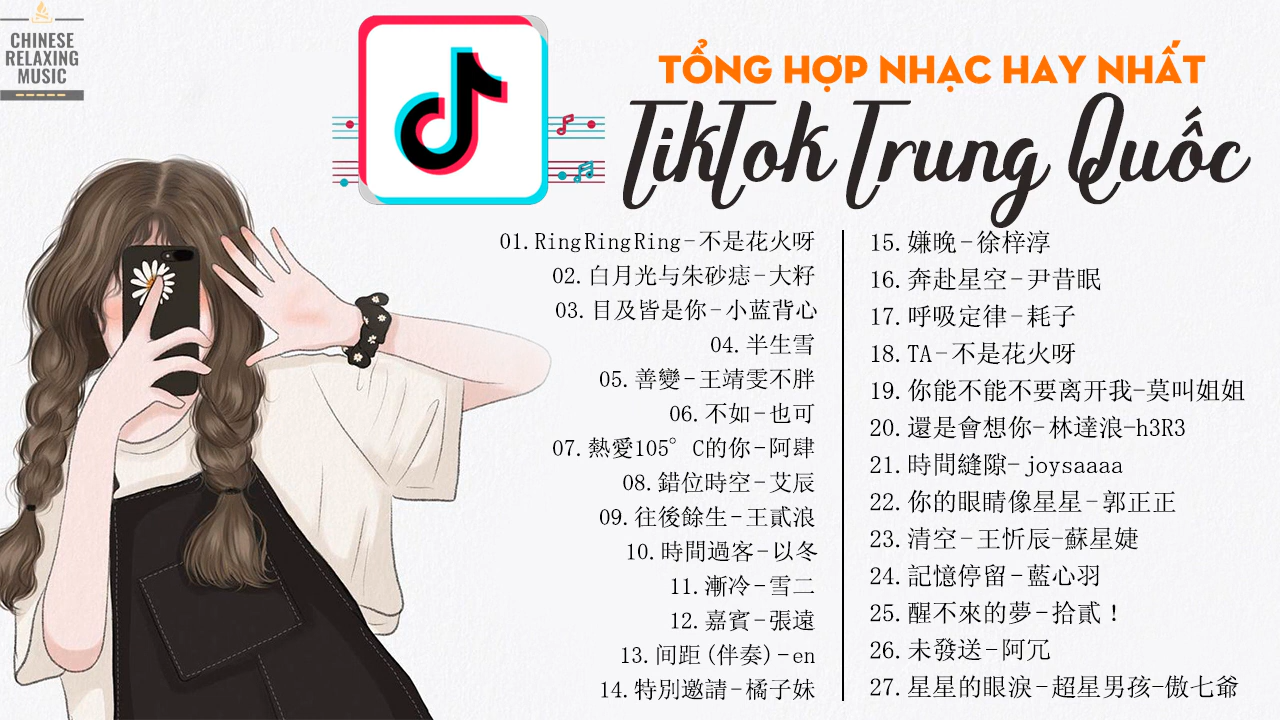 CHINESE
RELAXING
MUSIC
TỔNG HỢP NHẠC HAY NHẤT
TikTok Trung Quốc
01. RingRingRing-不是花火呀
02. 白月光与朱砂痣-大籽
03. 目及皆是你-小蓝背心
04. 半生雪
05. 善變-王靖雯不胖
06. 不如-也可
07. 熱愛105°C的你-阿肆
08. 錯位時空-艾辰
09. 往後餘生-王貳浪
10. 時間過客-以冬
11. 漸冷-雪二
12. 嘉賓-張遠
13. 间距(伴奏)-en
14. 特別邀請-橘子妹
15. 嫌晚-徐梓淳
16. 奔赴星空-尹昔眠
17. 呼吸定律-耗子
18. TA-不是花火呀
19. 你能不能不要离开我-莫叫姐姐
20. 還是會想你-林達浪-h3R3
21. 時間縫隙-joysaaaa
22. 你的眼睛像星星-郭正正
23. 清空-王忻辰-蘇星婕
24. 記憶停留-藍心羽
25. 醒不來的夢-拾貳！
26. 未發送-阿冗
27. 星星的眼淚-超星男孩-傲七爺